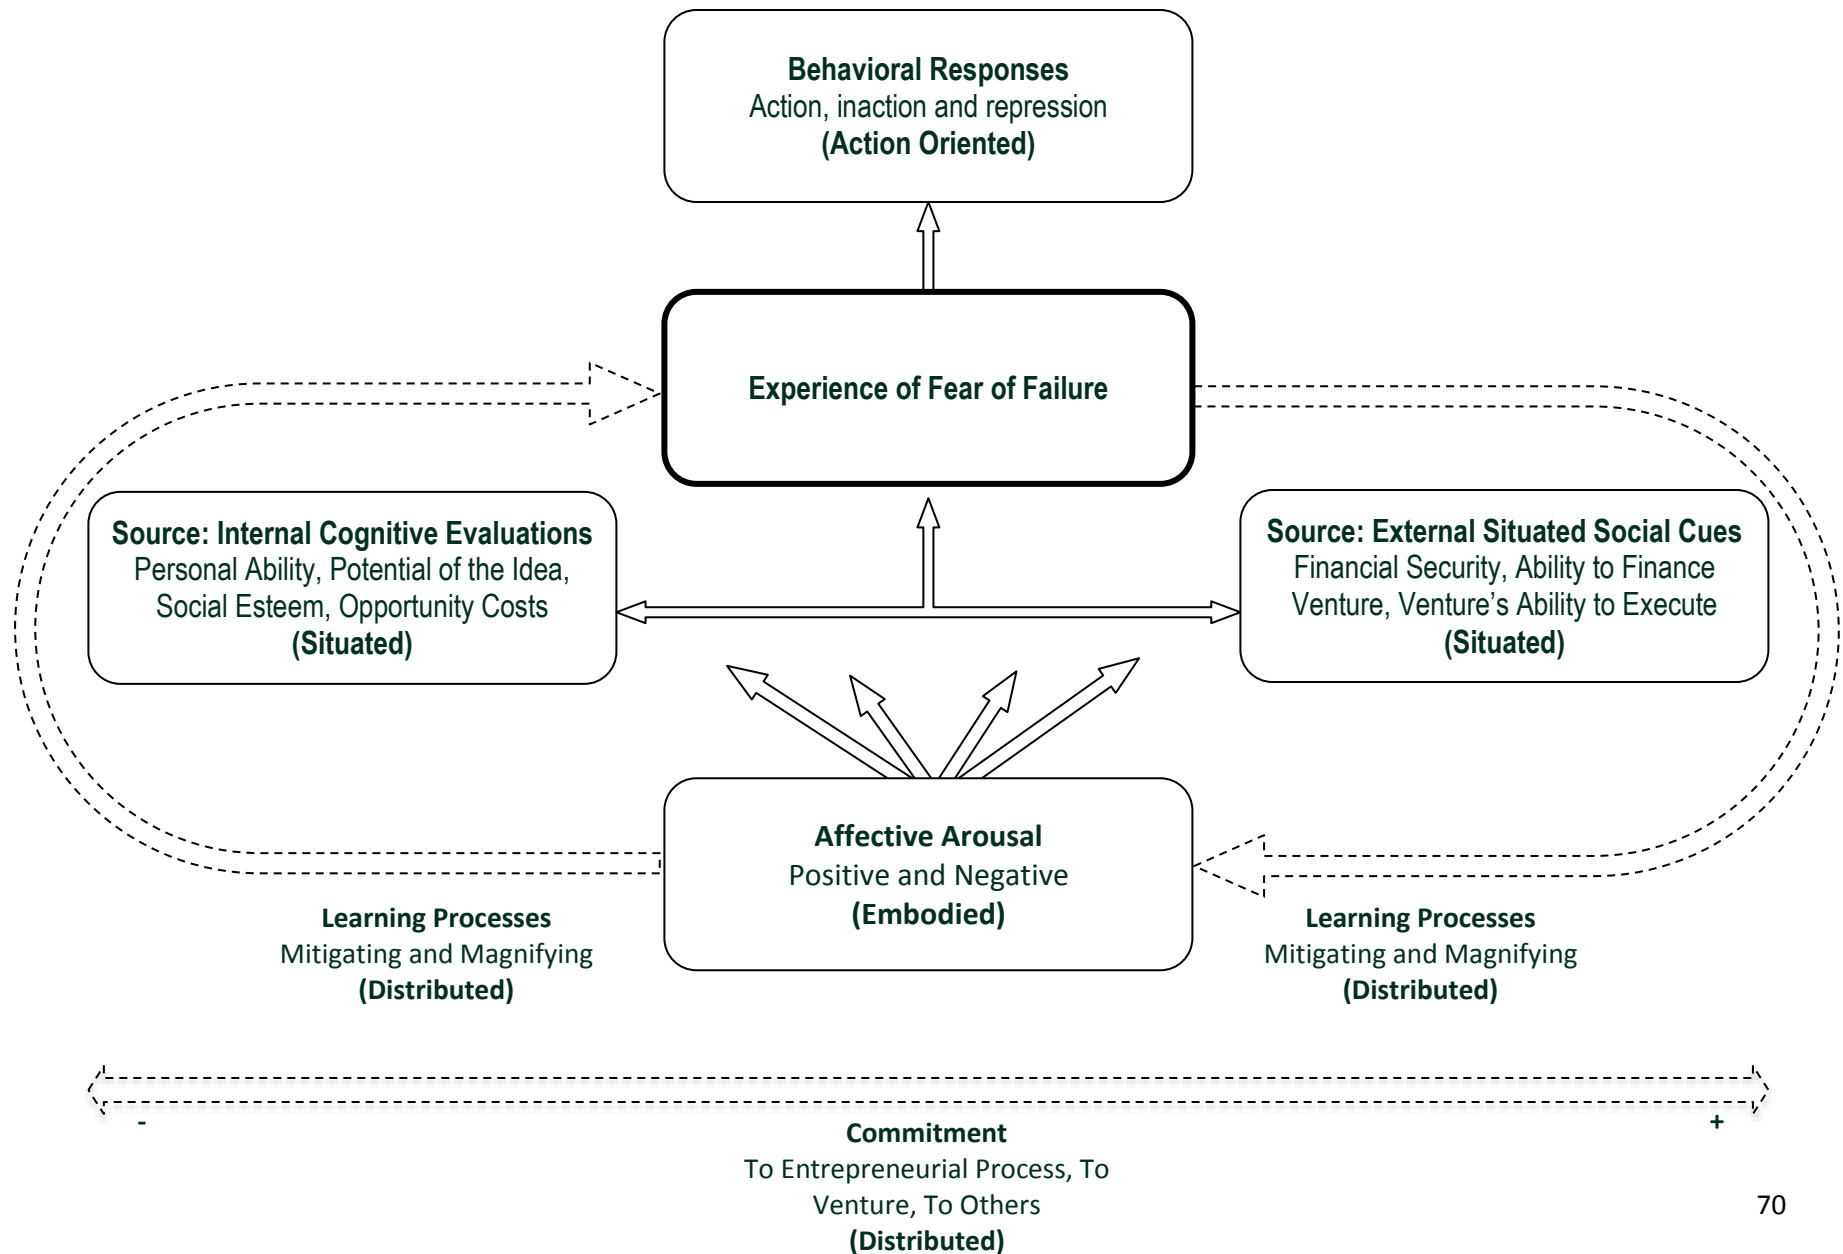 Behavioral Responses
Action, inaction and repression
(Action Oriented)
Experience of Fear of Failure
Source: Internal Cognitive Evaluations
Personal Ability, Potential of the Idea,
Social Esteem, Opportunity Costs
(Situated)
Source: External Situated Social Cues
Financial Security, Ability to Finance
Venture, Venture’s Ability to Execute
(Situated)
Affective Arousal
Positive and Negative
(Embodied)
Learning Processes
Mitigating and Magnifying
(Distributed)
Learning Processes
Mitigating and Magnifying
(Distributed)
-
+
Commitment
To Entrepreneurial Process, To
Venture, To Others
(Distributed)
70